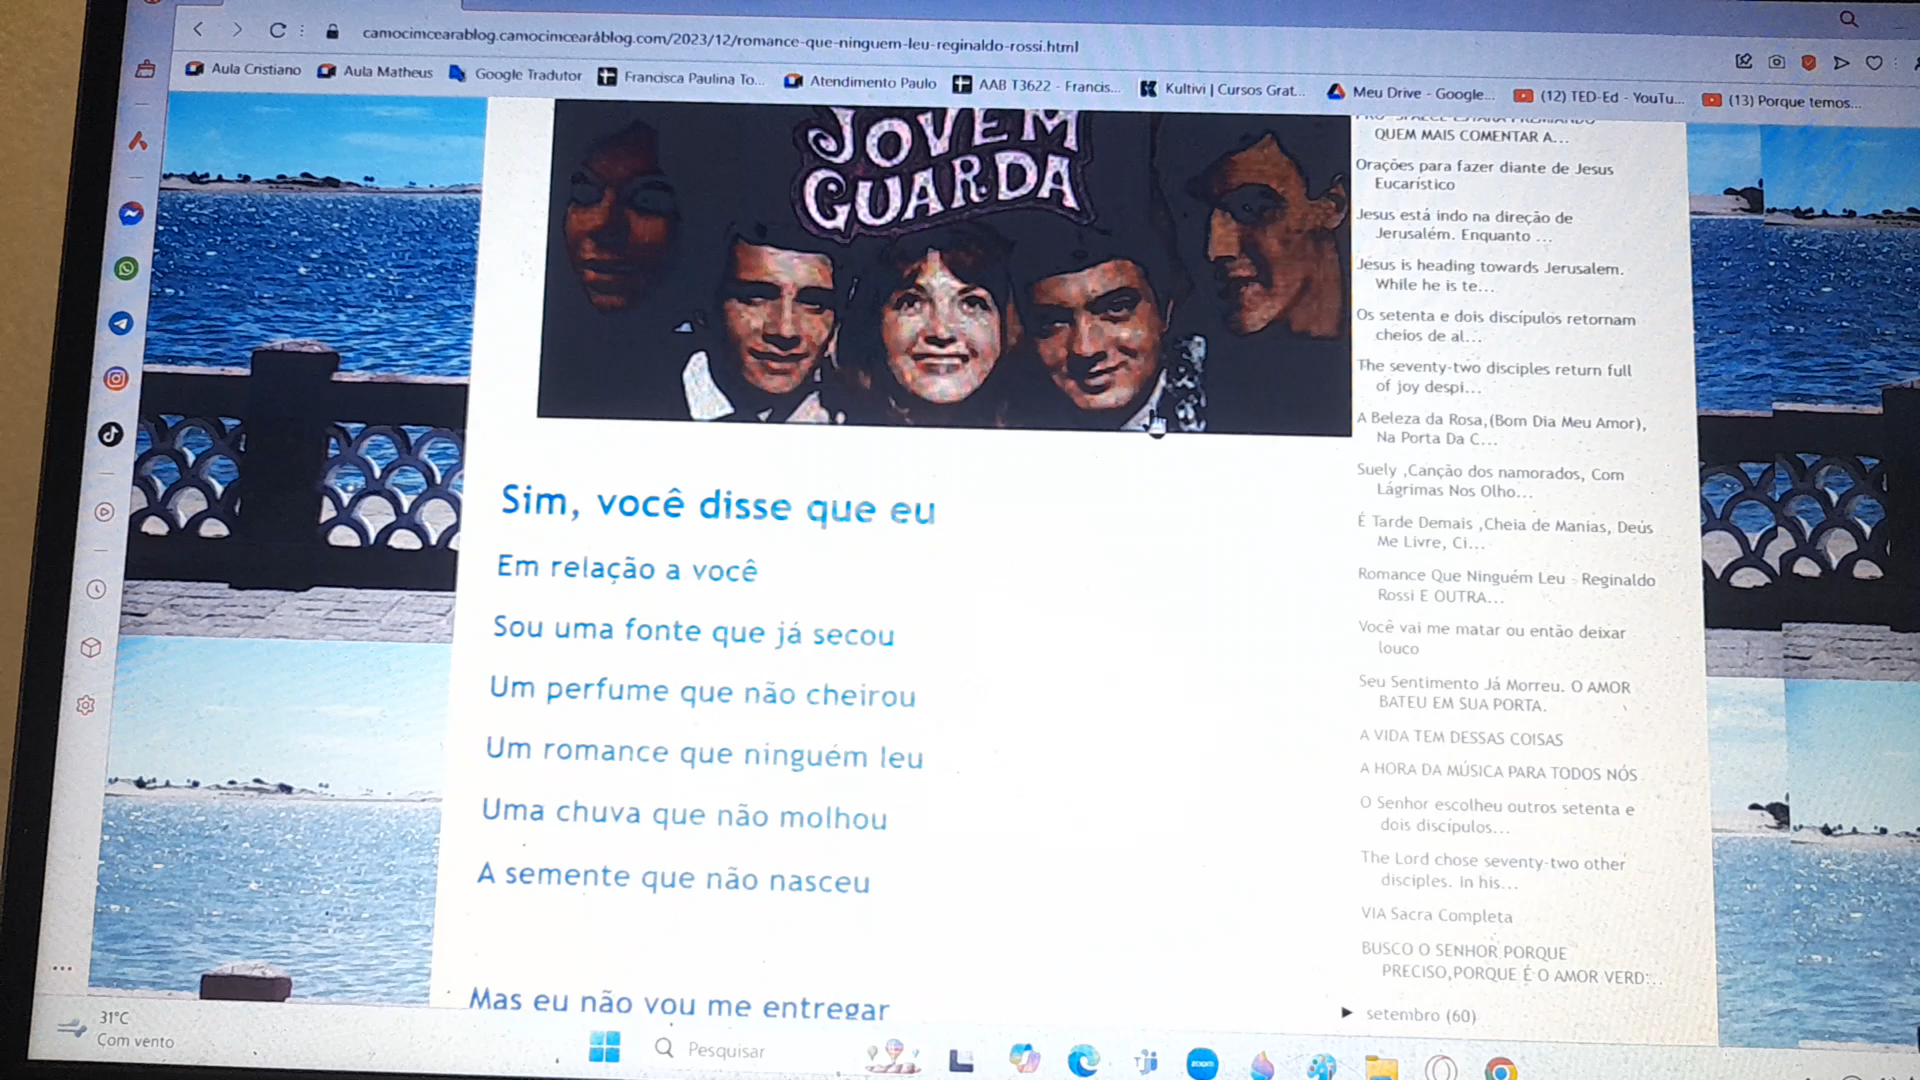 camocimcearablog.camocimcearablog.com/2023/12/romance-que-ninguem-leu-reginaldo-rossi.html
Aula Cristiano
Aula Matheus
Google Tradutor
Francisca Paulina To...
Atendimento Paulo
AAB T3622 - Francis...
Kultivi | Cursos Grat...
Meu Drive - Google...
(12) TED-Ed - YouTu...
(13) Porque temos...
JOVEM
GUARDA
Sim, você disse que eu
Em relação a você
Sou uma fonte que já secou
Um perfume que não cheirou
Um romance que ninguém leu
Uma chuva que não molhou
A semente que não nasceu
Mas eu não vou me entregar
QUEM MAIS COMENTAR A...
Orações para fazer diante de Jesus
Eucarístico
Jesus está indo na direção de
Jerusalém. Enquanto ...
Jesus is heading towards Jerusalem.
While he is te...
Os setenta e dois discípulos retornam
cheios de al...
The seventy-two disciples return full
of joy despi...
A Beleza da Rosa,(Bom Dia Meu Amor),
Na Porta Da C...
Suely ,Canção dos namorados, Com
Lágrimas Nos Olho...
É Tarde Demais ,Cheia de Manias, Deus
Me Livre, Ci...
Romance Que Ninguém Leu - Reginaldo
Rossi E OUTRA...
Você vai me matar ou então deixar
louco
Seu Sentimento Já Morreu. O AMOR
BATEU EM SUA PORTA.
A VIDA TEM DESSAS COISAS
A HORA DA MÚSICA PARA TODOS NÓS
O Senhor escolheu outros setenta e
dois discípulos...
The Lord chose seventy-two other
disciples. In his...
VIA Sacra Completa
BUSCO O SENHOR PORQUE
PRECISO,PORQUE É O AMOR VERD...
► setembro (60)
31°C
Com vento
Pesquisar
zoom